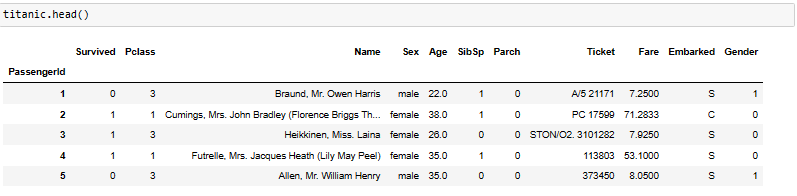 titanic.head()
Survived Pclass Name Sex Age SibSp Parch Ticket Fare Embarked Gender
PassengerId
1 0 3 Braund, Mr. Owen Harris male 22.0 1 0 A/5 21171 7.2500 S 1
2 1 1 Cumings, Mrs. John Bradley (Florence Briggs Th... female 38.0 1 0 PC 17599 71.2833 C 0
3 1 3 Heikkinen, Miss. Laina female 26.0 0 0 STON/O2. 3101282 7.9250 S 0
4 1 1 Futrelle, Mrs. Jacques Heath (Lily May Peel) female 35.0 1 0 113803 53.1000 S 0
5 0 3 Allen, Mr. William Henry male 35.0 0 0 373450 8.0500 S 1